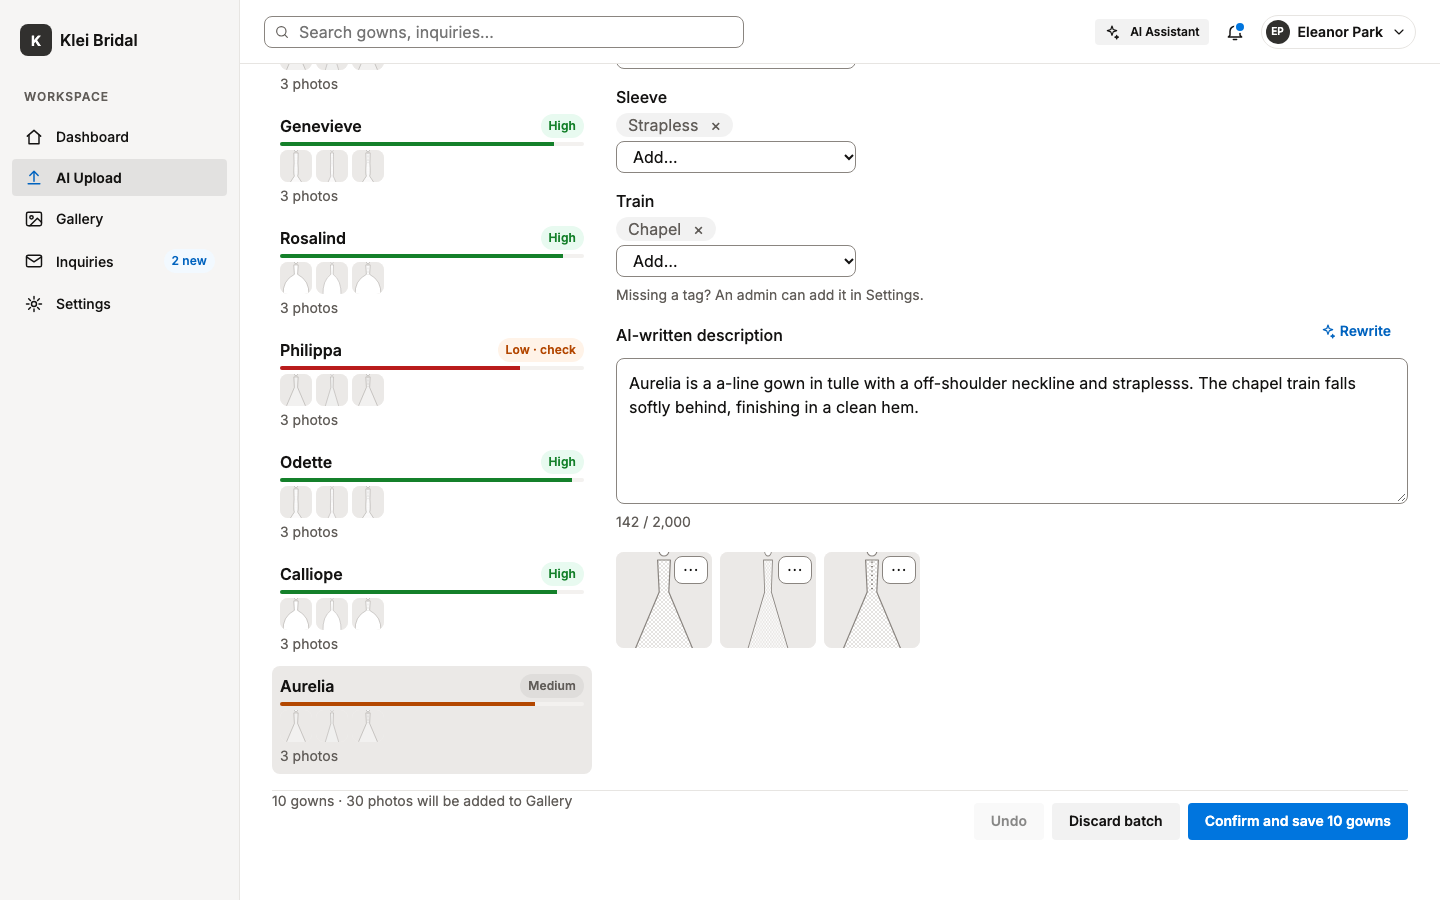 K Klei Bridal
WORKSPACE
Dashboard
AI Upload
Gallery
Inquiries 2 new
Settings
Search gowns, inquiries...
AI Assistant
EP Eleanor Park
3 photos
Genevieve High
3 photos
Rosalind High
3 photos
Philippa Low · check
3 photos
Odette High
3 photos
Calliope High
3 photos
Aurelia Medium
3 photos
Sleeve
Strapless ×
Add...
Train
Chapel ×
Add...
Missing a tag? An admin can add it in Settings.
AI-written description
Rewrite
Aurelia is a a-line gown in tulle with a off-shoulder neckline and straplesss. The chapel train falls
softly behind, finishing in a clean hem.
142 / 2,000
10 gowns · 30 photos will be added to Gallery
Undo
Discard batch
Confirm and save 10 gowns